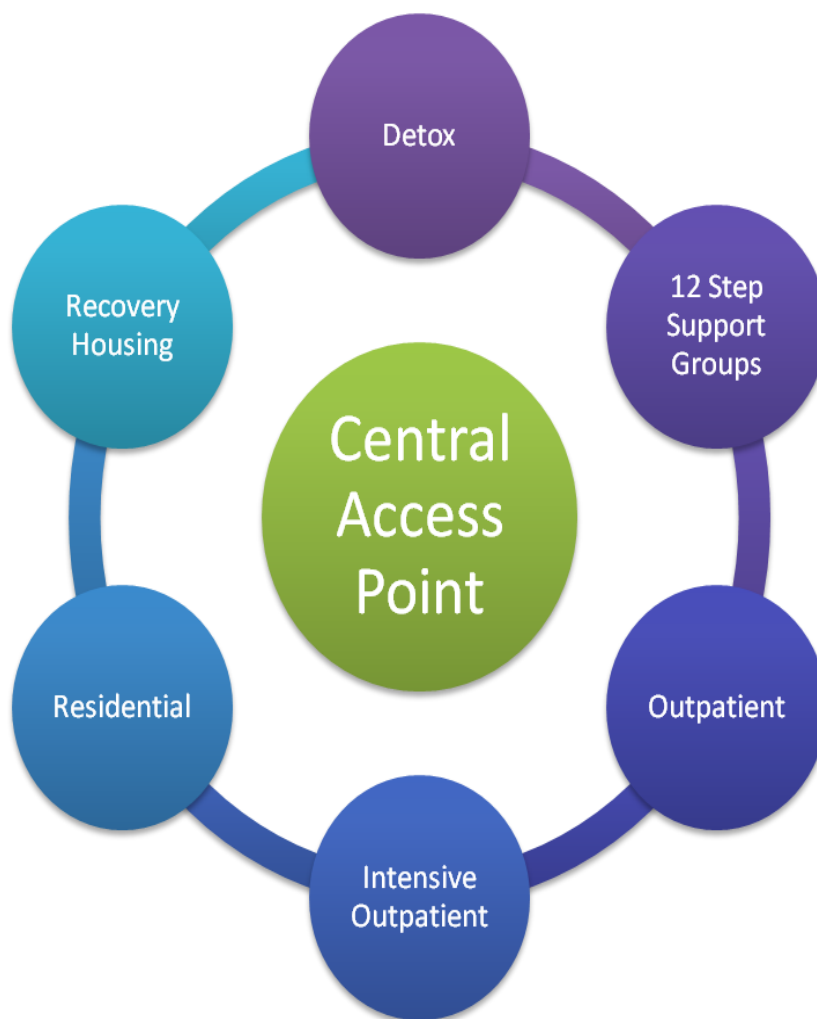 Detox
12 Step
Support
Groups
Recovery
Housing
Central
Access
Point
Residential
Outpatient
Intensive
Outpatient